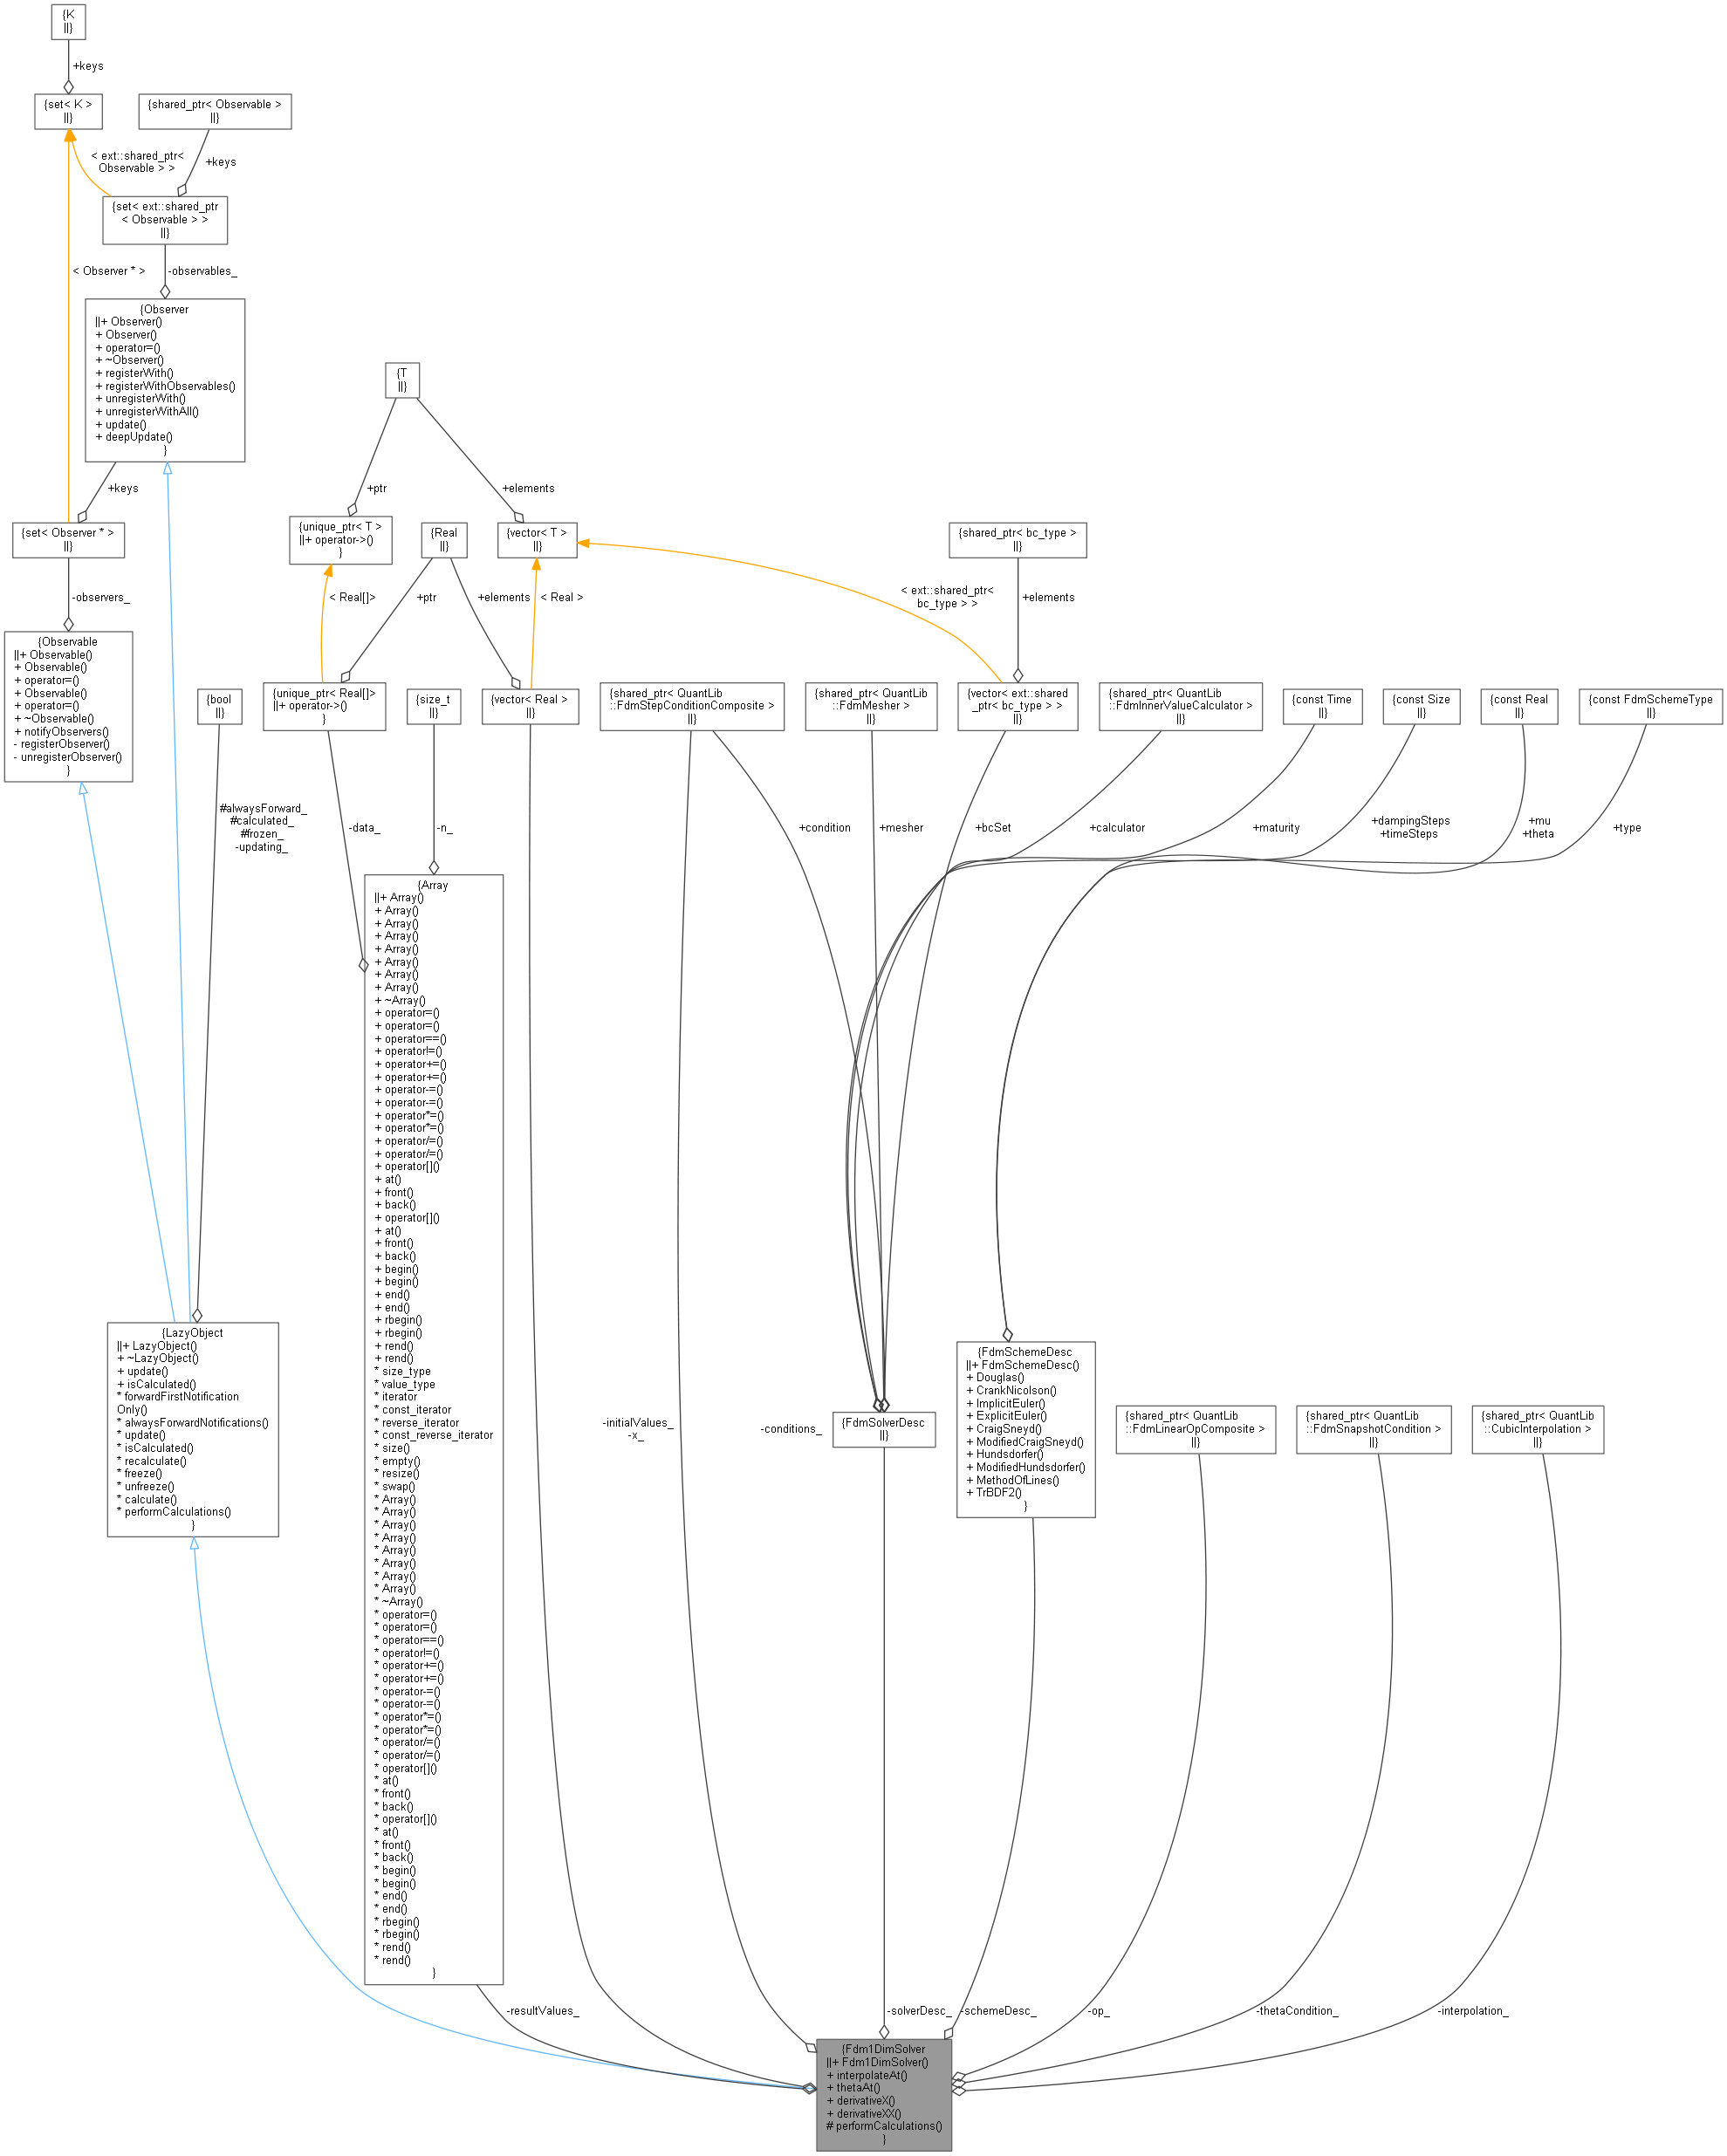 {K
||}
+keys
{set< K >
||}
{shared_ptr< Observable >
||}
< ext::shared_ptr<
Observable > >
+keys
{set< ext::shared_ptr
< Observable > >
||}
< Observer * >
-observables_
{Observer
||+ Observer()
+ Observer()
+ operator=()
+ ~Observer()
+ registerWith()
+ registerWithObservables()
+ unregisterWith()
+ unregisterWithAll()
+ update()
+ deepUpdate()
}
{T
||}
+keys
+ptr
+elements
{set< Observer * >
||}
{unique_ptr< T >
||+ operator->()
}
{Real
||}
{vector< T >
||}
{shared_ptr< bc_type >
||}
-observers_
< Real[]>
+ptr
+elements
< Real >
< ext::shared_ptr<
bc_type > >
+elements
{Observable
||+ Observable()
+ Observable()
+ operator=()
+ Observable()
+ operator=()
+ ~Observable()
+ notifyObservers()
- registerObserver()
- unregisterObserver()
}
{bool
||}
{unique_ptr< Real[]>
||+ operator->()
}
{size_t
||}
{vector< Real >
||}
{shared_ptr< QuantLib
::FdmStepConditionComposite >
||}
{shared_ptr< QuantLib
::FdmMesher >
||}
{vector< ext::shared
_ptr< bc_type > >
||}
{shared_ptr< QuantLib
::FdmInnerValueCalculator >
||}
{const Time
||}
{const Size
||}
{const Real
||}
{const FdmSchemeType
||}
#alwaysForward_
#calculated_
#frozen_
-updating_
-data_
-n_
+condition
+mesher
+bcSet
+calculator
+maturity
+dampingSteps
+timeSteps
+mu
+theta
+type
{Array
||+ Array()
+ Array()
+ Array()
+ Array()
+ Array()
+ Array()
+ Array()
+ Array()
+ ~Array()
+ operator=()
+ operator=()
+ operator==()
+ operator!=()
+ operator+=()
+ operator+=()
+ operator-=()
+ operator-=()
+ operator*=()
+ operator*=()
+ operator/=()
+ operator/=()
+ operator[]()
+ at()
+ front()
+ back()
+ operator[]()
+ at()
+ front()
+ back()
+ begin()
+ begin()
+ end()
+ end()
+ rbegin()
+ rbegin()
+ rend()
+ rend()
* size_type
* value_type
* iterator
* const_iterator
* reverse_iterator
* const_reverse_iterator
* size()
* empty()
* resize()
* swap()
* Array()
* Array()
* Array()
* Array()
* Array()
* Array()
* Array()
* Array()
* ~Array()
* operator=()
* operator=()
* operator==()
* operator!=()
* operator+=()
* operator+=()
* operator-=()
* operator-=()
* operator*=()
* operator*=()
* operator/=()
* operator/=()
* operator[]()
* at()
* front()
* back()
* operator[]()
* at()
* front()
* back()
* begin()
* begin()
* end()
* end()
* rbegin()
* rbegin()
* rend()
* rend()
}
{LazyObject
||+ LazyObject()
+ ~LazyObject()
+ update()
+ isCalculated()
* forwardFirstNotification
Only()
* alwaysForwardNotifications()
* update()
* isCalculated()
* recalculate()
* freeze()
* unfreeze()
* calculate()
* performCalculations()
}
-initialValues_
-x_
-conditions_
{FdmSolverDesc
||}
{FdmSchemeDesc
||+ FdmSchemeDesc()
+ Douglas()
+ CrankNicolson()
+ ImplicitEuler()
+ ExplicitEuler()
+ CraigSneyd()
+ ModifiedCraigSneyd()
+ Hundsdorfer()
+ ModifiedHundsdorfer()
+ MethodOfLines()
+ TrBDF2()
}
{shared_ptr< QuantLib
::FdmLinearOpComposite >
||}
{shared_ptr< QuantLib
::FdmSnapshotCondition >
||}
{shared_ptr< QuantLib
::CubicInterpolation >
||}
-resultValues_
-solverDesc_
-schemeDesc_
-op_
-thetaCondition_
-interpolation_
{Fdm1DimSolver
||+ Fdm1DimSolver()
+ interpolateAt()
+ thetaAt()
+ derivativeX()
+ derivativeXX()
# performCalculations()
}